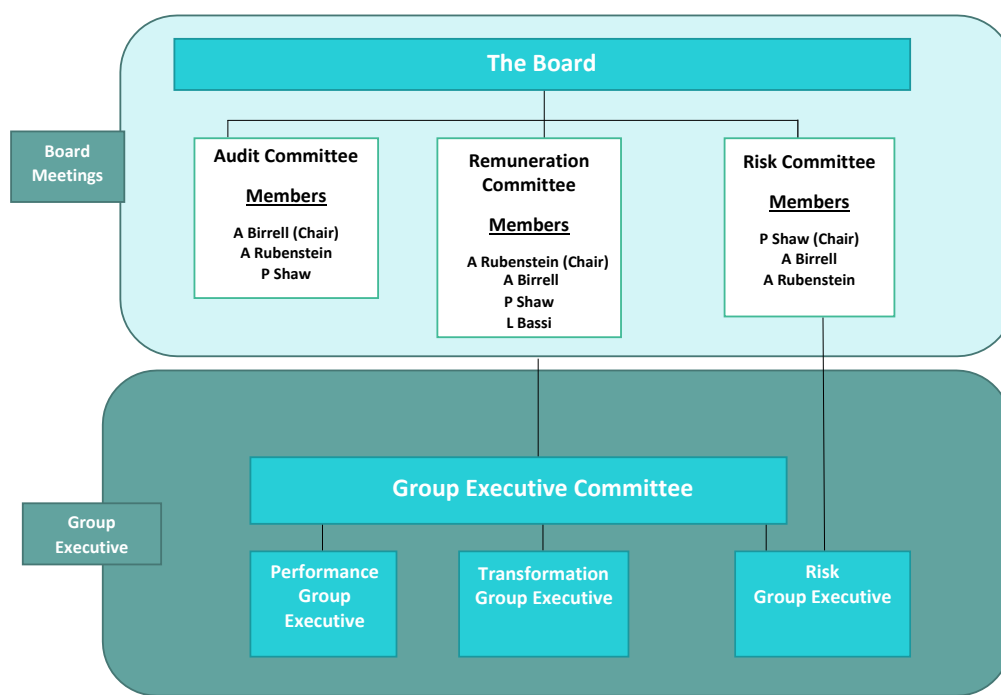 The Board
Board
Meetings
Audit Committee
Members
A Birrell (Chair)
A Rubenstein
P Shaw
Remuneration
Committee
Members
A Rubenstein (Chair)
A Birrell
P Shaw
L Bassi
Risk Committee
Members
P Shaw (Chair)
A Birrell
A Rubenstein
Group Executive Committee
Group
Executive
Performance
Group
Executive
Transformation
Group Executive
Risk
Group Executive